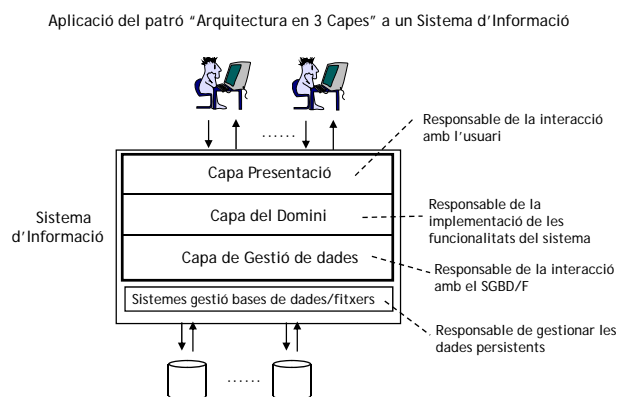 Aplicació del patró “Arquitectura en 3 Capes” a un Sistema d’Informació
......
Responsable de la interacció
amb l’usuari
Capa Presentació
Sistema
d’Informació
Capa del Domini
Responsable de la
implementació de les
funcionalitats del sistema
Capa de Gestió de dades
Responsable de la interacció
amb el SGBD/F
Sistemes gestió bases de dades/fitxers
Responsable de gestionar les
dades persistents
......